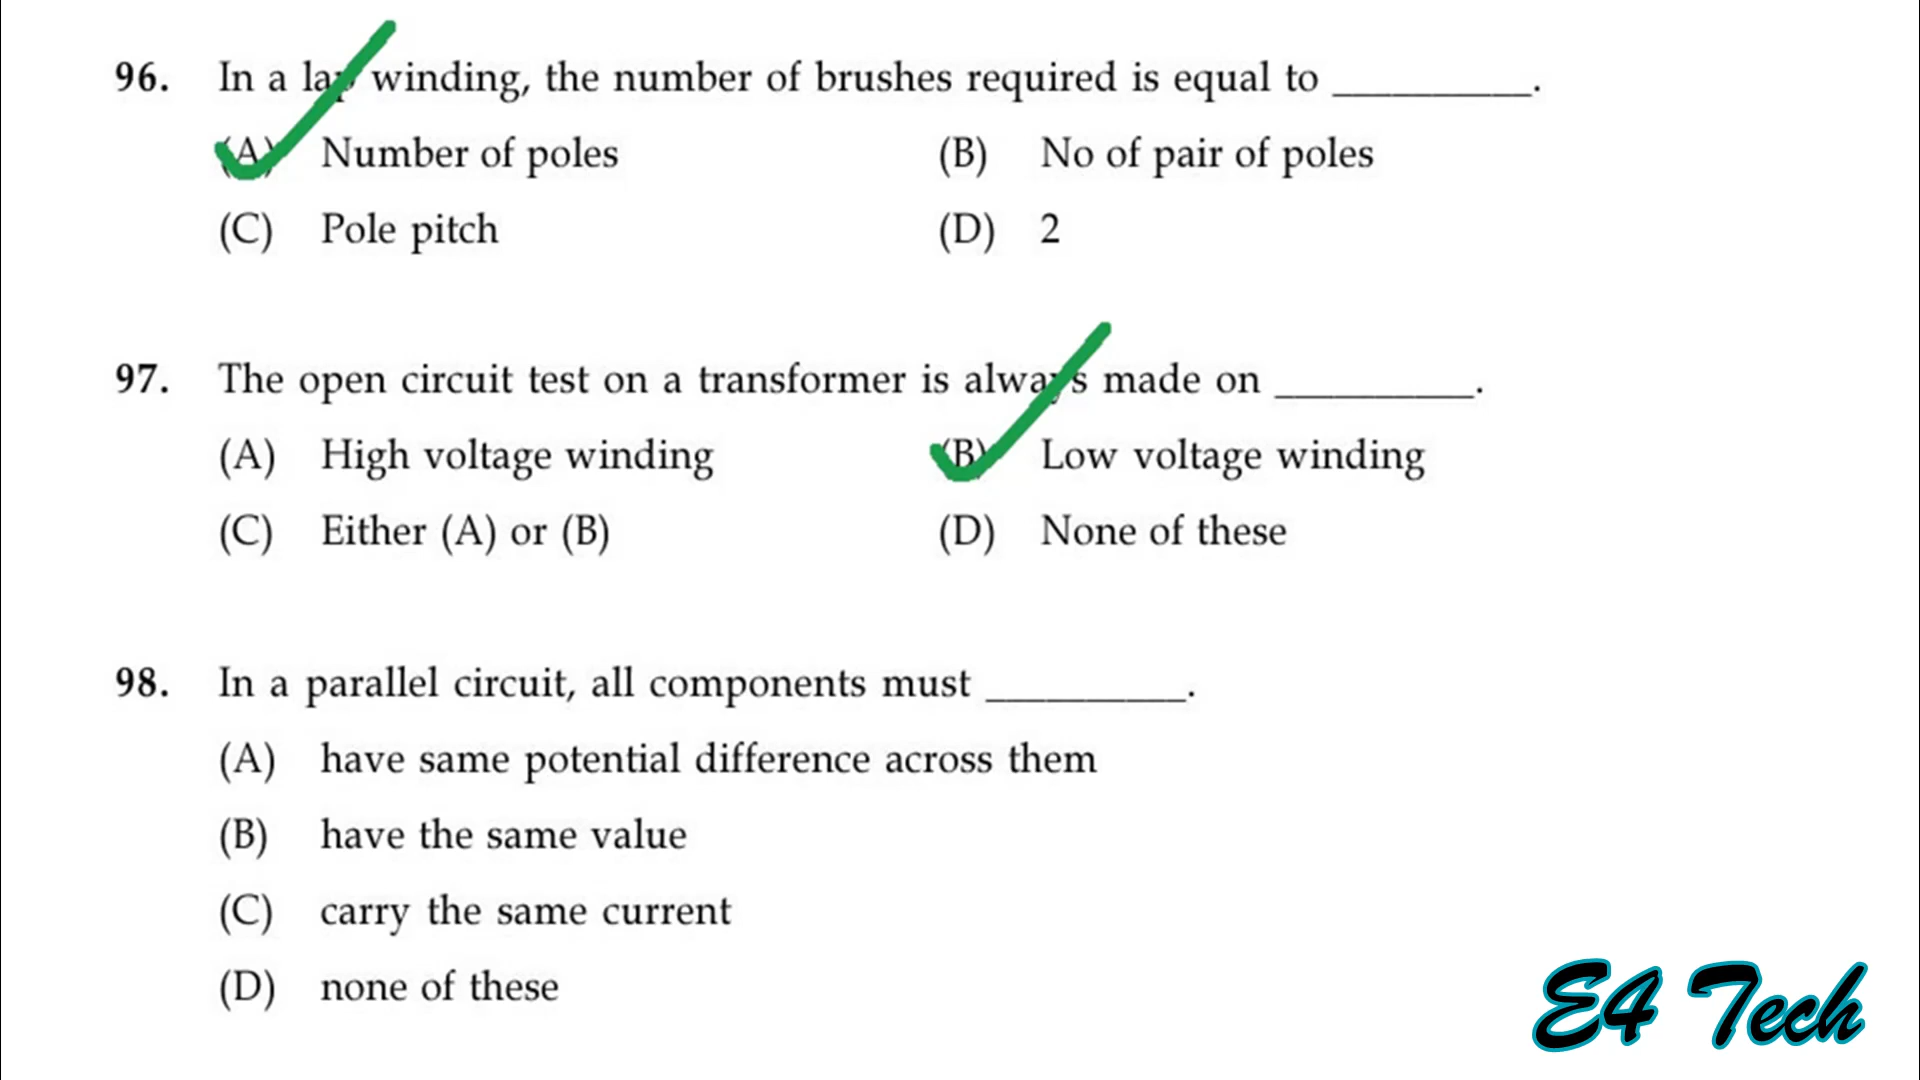 96. In a lap winding, the number of brushes required is equal to __________.
(A) Number of poles (B) No of pair of poles
(C) Pole pitch (D) 2
97. The open circuit test on a transformer is always made on __________.
(A) High voltage winding (B) Low voltage winding
(C) Either (A) or (B) (D) None of these
98. In a parallel circuit, all components must __________.
(A) have same potential difference across them
(B) have the same value
(C) carry the same current
(D) none of these
E4 Tech